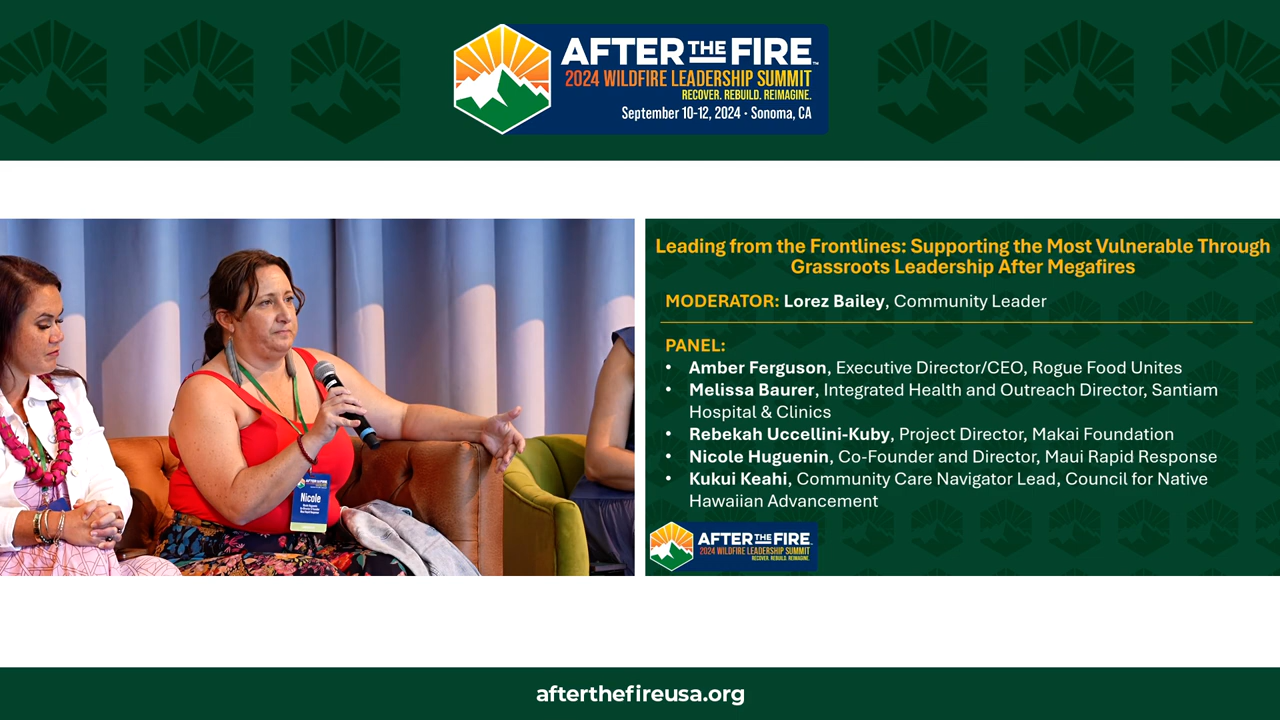 AFTER THE FIRE™
2024 WILDFIRE LEADERSHIP SUMMIT
RECOVER. REBUILD. REIMAGINE.
September 10-12, 2024 · Sonoma, CA
Nicole
Leading from the Frontlines: Supporting the Most Vulnerable Through
Grassroots Leadership After Megafires
MODERATOR: Lorez Bailey, Community Leader
PANEL:
• Amber Ferguson, Executive Director/CEO, Rogue Food Unites
• Melissa Baurer, Integrated Health and Outreach Director, Santiam
Hospital & Clinics
• Rebekah Uccellini-Kuby, Project Director, Makai Foundation
• Nicole Huguenin, Co-Founder and Director, Maui Rapid Response
• Kukui Keahi, Community Care Navigator Lead, Council for Native
Hawaiian Advancement
AFTER THE FIRE
2024 WILDFIRE LEADERSHIP SUMMIT
RECOVER. REBUILD. REIMAGINE.
afterthefireusa.org